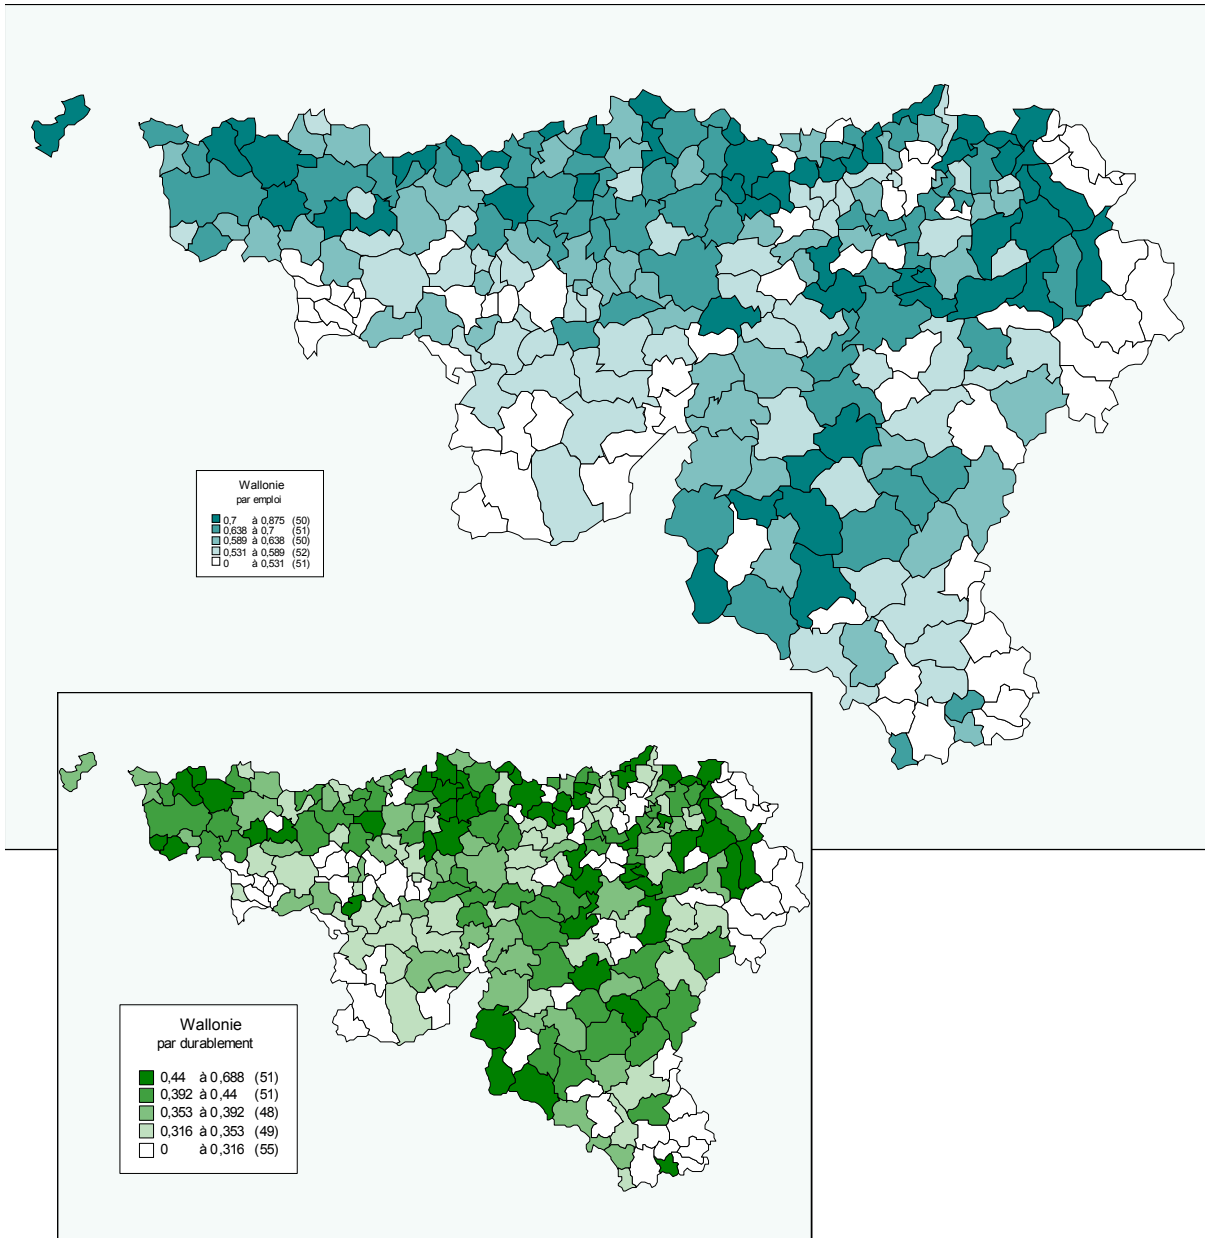 Wallonie
par emploi
0,7 à 0,875 (50)
0,638 à 0,7 (51)
0,589 à 0,638 (50)
0,531 à 0,589 (52)
0 à 0,531 (51)
Wallonie
par durablement
0,44 à 0,688 (51)
0,392 à 0,44 (51)
0,353 à 0,392 (48)
0,316 à 0,353 (49)
0 à 0,316 (55)